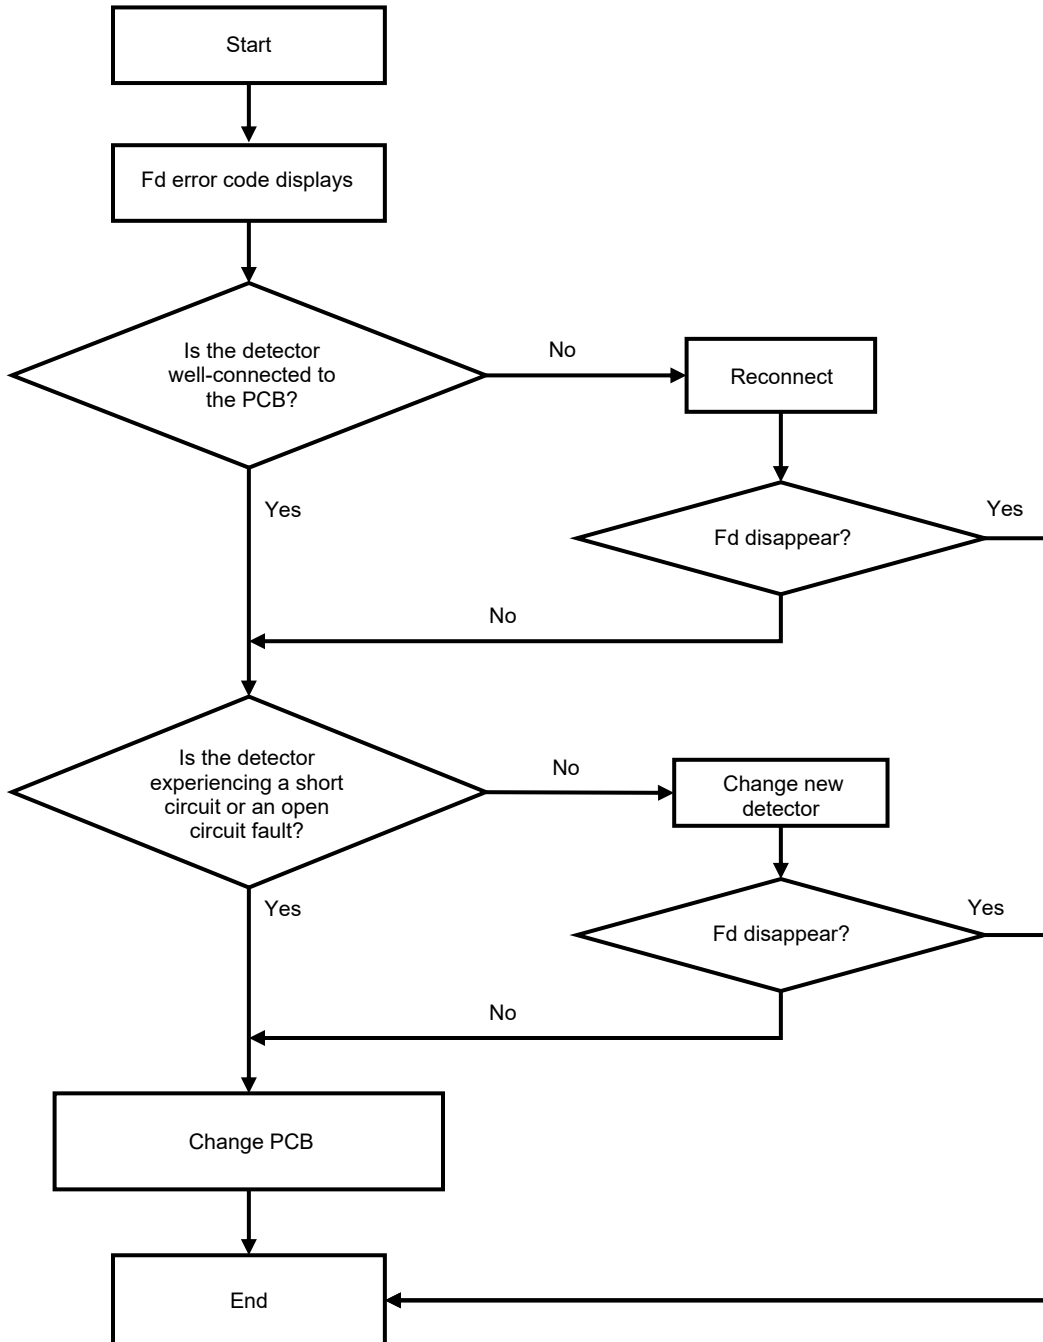 Start
Fd error code displays
Is the detector
well-connected to
the PCB?
No
Reconnect
Yes
Fd disappear?
Yes
No
Is the detector
experiencing a short
circuit or an open
circuit fault?
No
Change new
detector
Yes
Fd disappear?
Yes
No
Change PCB
End